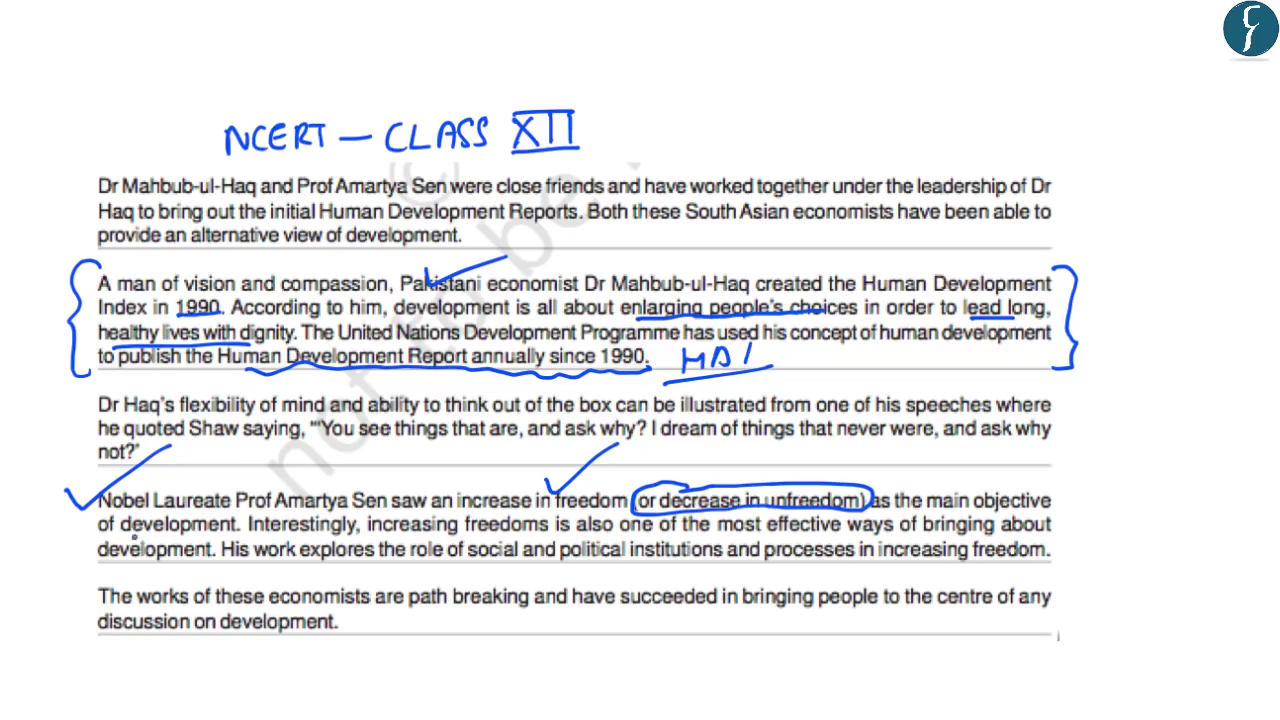 NCERT – CLASS XII
Dr Mahbub-ul-Haq and Prof Amartya Sen were close friends and have worked together under the leadership of Dr
Haq to bring out the initial Human Development Reports. Both these South Asian economists have been able to
provide an alternative view of development.
A man of vision and compassion, Pakistani economist Dr Mahbub-ul-Haq created the Human Development
Index in 1990. According to him, development is all about enlarging people's choices in order to lead long,
healthy lives with dignity. The United Nations Development Programme has used his concept of human development
to publish the Human Development Report annually since 1990.
Dr Haq's flexibility of mind and ability to think out of the box can be illustrated from one of his speeches where
he quoted Shaw saying, "'You see things that are, and ask why? I dream of things that never were, and ask why
not?'
Nobel Laureate Prof Amartya Sen saw an increase in freedom (or decrease in unfreedom) as the main objective
of development. Interestingly, increasing freedoms is also one of the most effective ways of bringing about
development. His work explores the role of social and political institutions and processes in increasing freedom.
The works of these economists are path breaking and have succeeded in bringing people to the centre of any
discussion on development.
not to be